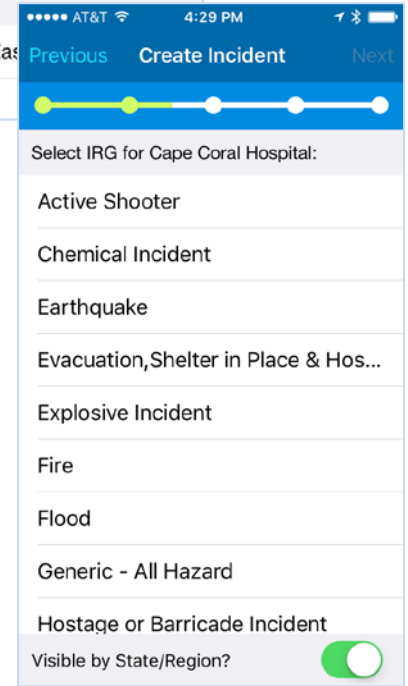 AT&T 4:29 PM
Previous Create Incident Next
Select IRG for Cape Coral Hospital:
Active Shooter
Chemical Incident
Earthquake
Evacuation,Shelter in Place & Hos...
Explosive Incident
Fire
Flood
Generic - All Hazard
Hostage or Barricade Incident
Visible by State/Region?